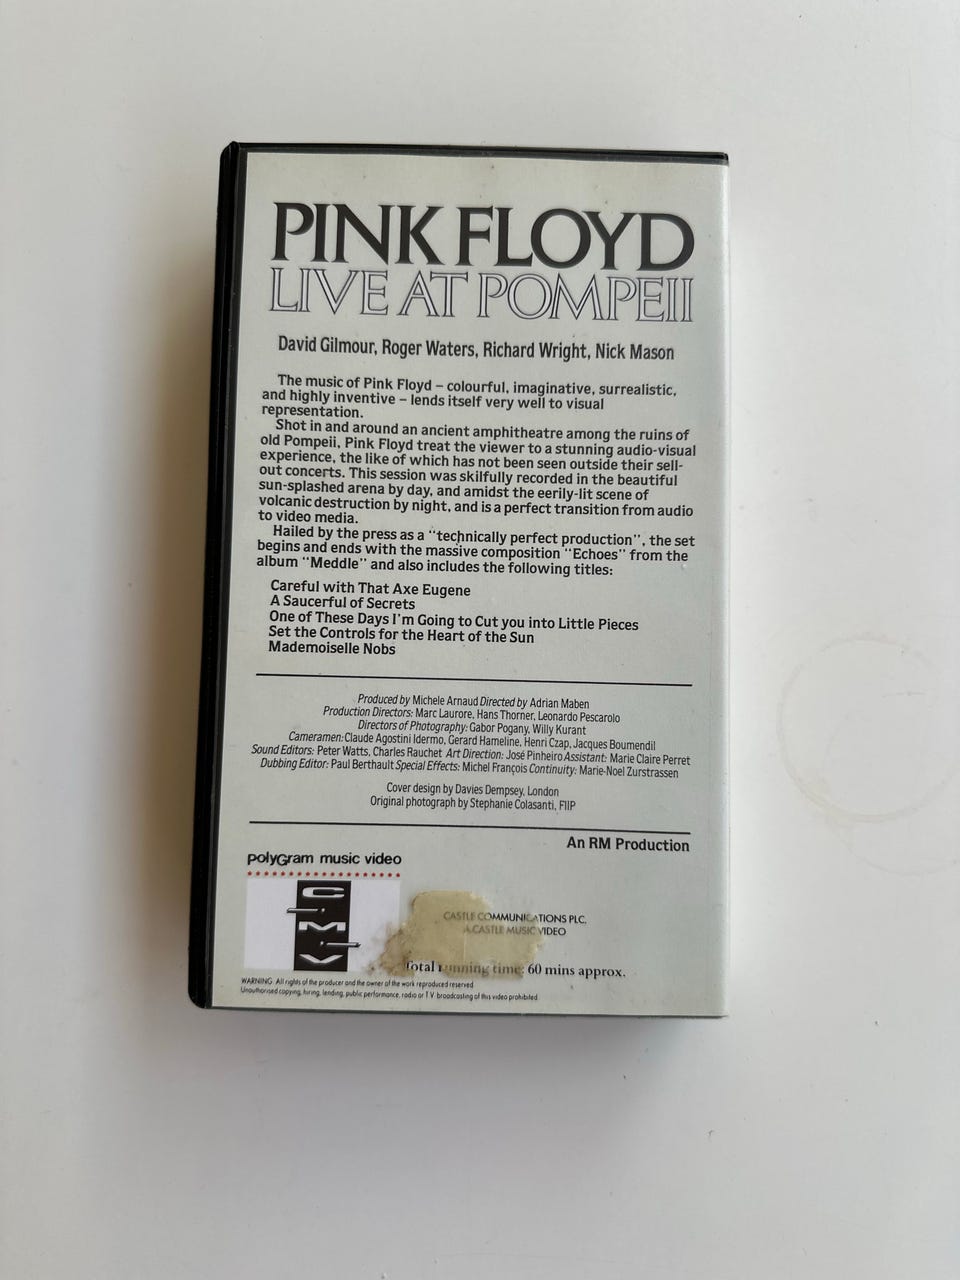 PINK FLOYD
LIVE AT POMPEII
David Gilmour, Roger Waters, Richard Wright, Nick Mason
The music of Pink Floyd – colourful, imaginative, surrealistic,
and highly inventive – lends itself very well to visual
representation.
Shot in and around an ancient amphitheatre among the ruins of
old Pompeii, Pink Floyd treat the viewer to a stunning audio-visual
experience, the like of which has not been seen outside their sell-
out concerts. This session was skilfully recorded in the beautiful
sun-splashed arena by day, and amidst the eerily-lit scene of
volcanic destruction by night, and is a perfect transition from audio
to video media.
Hailed by the press as a "technically perfect production", the set
begins and ends with the massive composition "Echoes" from the
album "Meddle" and also includes the following titles:
Careful with That Axe Eugene
A Saucerful of Secrets
One of These Days I'm Going to Cut you into Little Pieces
Set the Controls for the Heart of the Sun
Mademoiselle Nobs
Produced by Michele Arnaud Directed by Adrian Maben
Production Directors: Marc Laurore, Hans Thorner, Leonardo Pescarolo
Directors of Photography: Gabor Pogany, Willy Kurant
Cameramen: Claude Agostini Idermo, Gerard Hameline, Henri Czap, Jacques Boumendil
Sound Editors: Peter Watts, Charles Rauchet Art Direction: José Pinheiro Assistant: Marie Claire Perret
Dubbing Editor: Paul Berthault Special Effects: Michel François Continuity: Marie-Noel Zurstrassen
Cover design by Davies Dempsey, London
Original photograph by Stephanie Colasanti, FIIP
An RM Production
polyGram music video
CMV
CASTLE COMMUNICATIONS PLC.
A CASTLE MUSIC VIDEO
Total running time: 60 mins approx.
WARNING. All rights of the producer and the owner of the work reproduced reserved.
Unauthorised copying, hiring, lending, public performance, radio or TV broadcasting of this video prohibited.